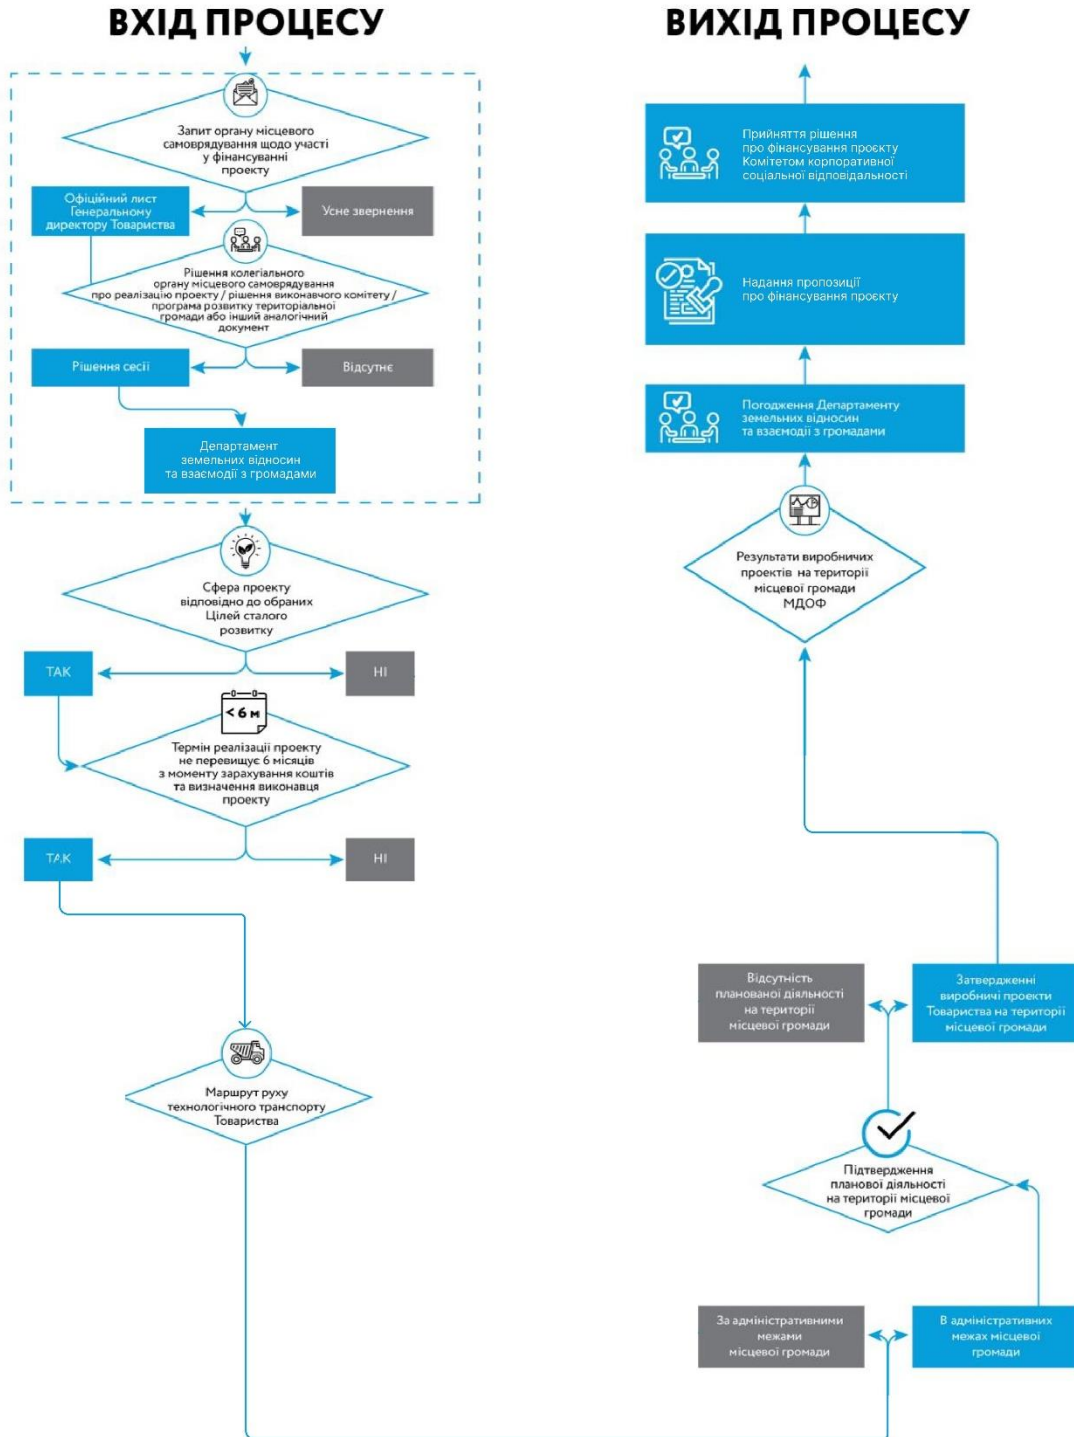 ВХІД ПРОЦЕСУ
Запит органу місцевого
самоврядування щодо участі
у фінансуванні
проекту
Офіційний лист
Генеральному
директору Товариства
Усне звернення
Рішення колегіального
органу місцевого самоврядування
про реалізацію проекту / рішення виконавчого комітету /
програма розвитку територіальної
громади або інший аналогічний
документ
Рішення сесії
Відсутнє
Департамент
земельних відносин
та взаємодії з громадами
Сфера проекту
відповідно до обраних
Цілей сталого
розвитку
ТАК
НІ
< 6 м
Термін реалізації проекту
не перевищує 6 місяців
з моменту зарахування коштів
та визначення виконавця
проекту
ТАК
НІ
Маршрут руху
технологічного транспорту
Товариства
ВИХІД ПРОЦЕСУ
Прийняття рішення
про фінансування проєкту
Комітетом корпоративної
соціальної відповідальності
Надання пропозиції
про фінансування проєкту
Погодження Департаменту
земельних відносин
та взаємодії з громадами
Результати виробничих
проектів на території
місцевої громади
МДОФ
Відсутність
планованої діяльності
на території
місцевої громади
Затвердженні
виробничі проекти
Товариства на території
місцевої громади
Підтвердження
планової діяльності
на території місцевої
громади
За адміністративними
межами
місцевої громади
В адміністративних
межах місцевої
громади